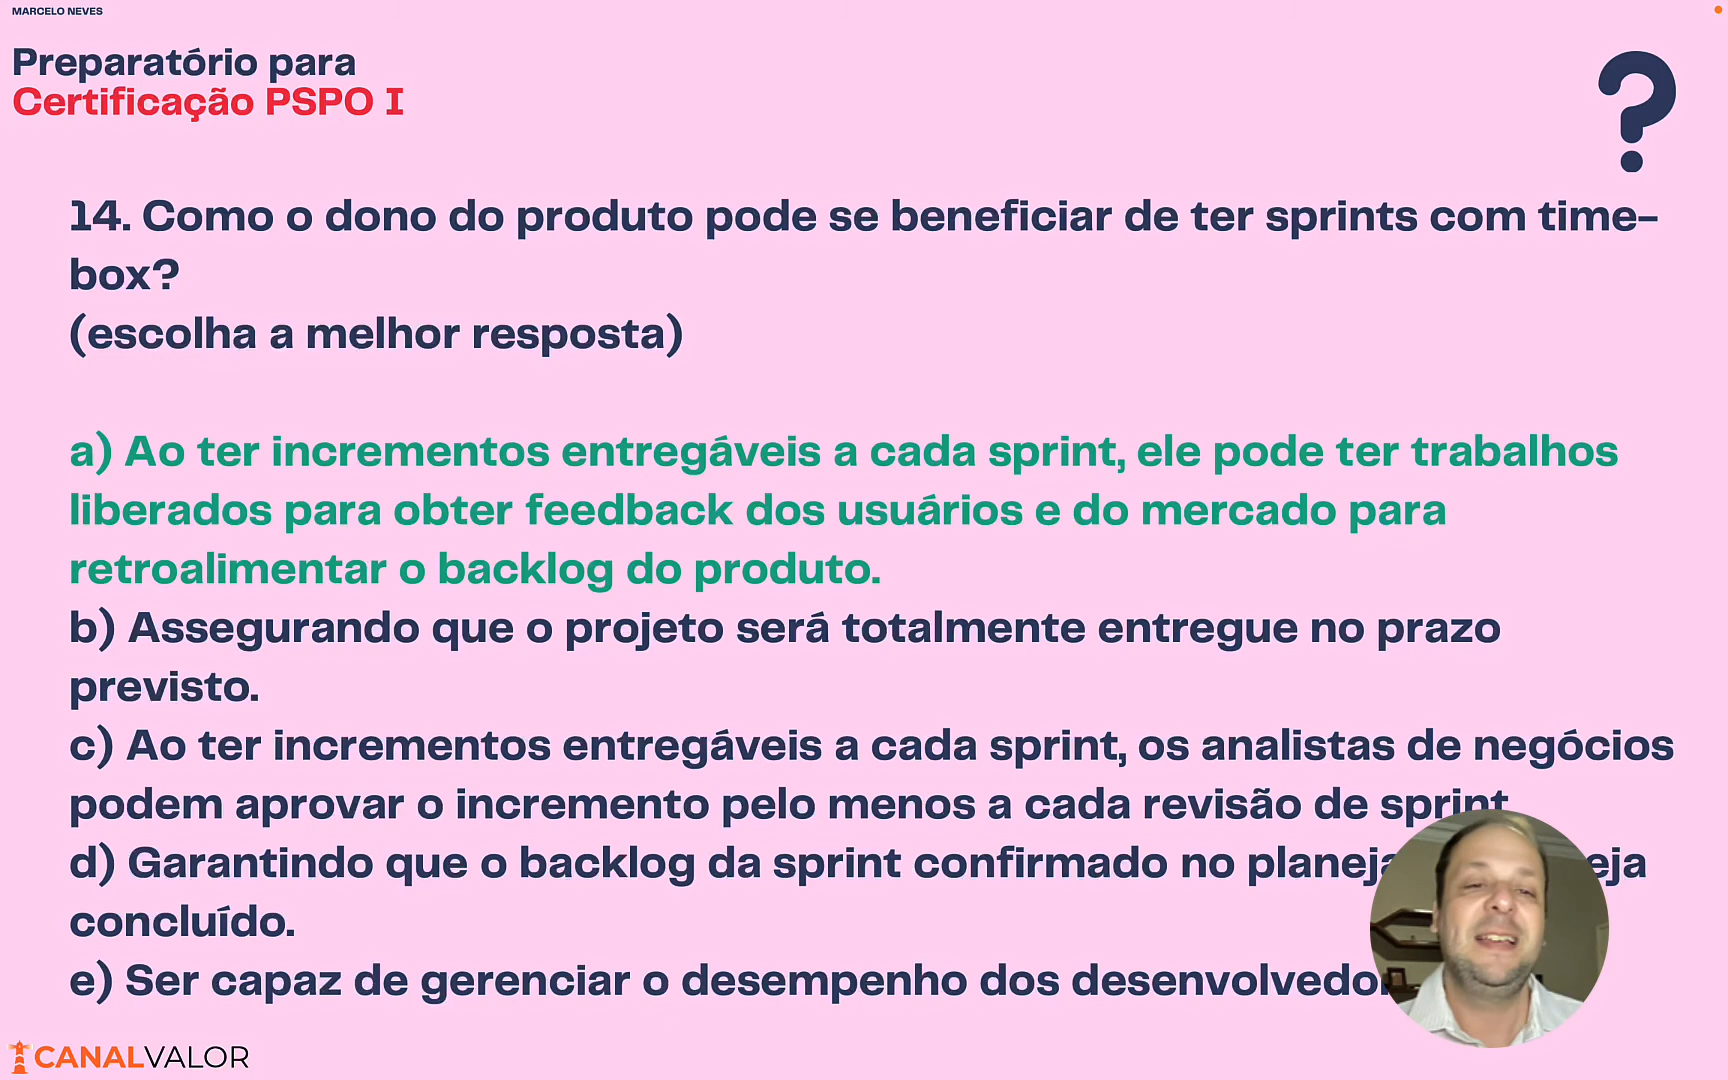 MARCELO NEVES
Preparatório para
Certificação PSPO I
?
14. Como o dono do produto pode se beneficiar de ter sprints com time-
box?
(escolha a melhor resposta)
a) Ao ter incrementos entregáveis a cada sprint, ele pode ter trabalhos
liberados para obter feedback dos usuários e do mercado para
retroalimentar o backlog do produto.
b) Assegurando que o projeto será totalmente entregue no prazo
previsto.
c) Ao ter incrementos entregáveis a cada sprint, os analistas de negócios
podem aprovar o incremento pelo menos a cada revisão de sprint
d) Garantindo que o backlog da sprint confirmado no
concluído.
e) Ser capaz de gerenciar o desempenho dos
CANALVALOR